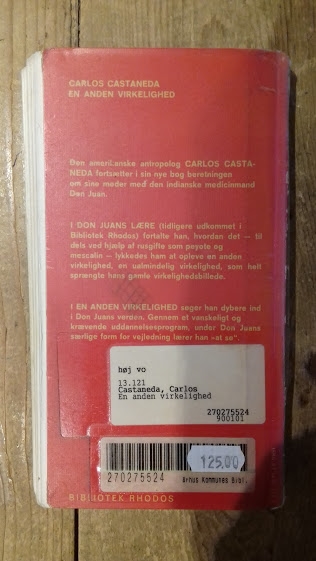 CARLOS CASTANEDA
EN ANDEN VIRKELIGHED
Den amerikanske antropolog CARLOS CASTA-
NEDA fortsætter i sin nye bog beretningen
om sine møder med den indianske medicinmand
Don Juan.
I DON JUANS LÆRE (tidligere udkommet i
Bibliotek Rhodos) fortalte han, hvordan det — til
dels ved hjælp af rusgifte som peyote og
mescalin — lykkedes ham at opleve en anden
virkelighed, en ualmindelig virkelighed, som helt
sprængte hans gamle virkelighedsbillede.
I EN ANDEN VIRKELIGHED søger han dybere ind
i Don Juans verden. Gennem et vanskeligt og
krævende uddannelsesprogram, under Don Juans
særlige form for vejledning lærer han »at se«.
høj vo
13.121
Castaneda, Carlos
En anden virkelighed
270275524
900101
270275524
125,00
Århus Kommunes Bibl.
BIBLIOTEK RHODOS